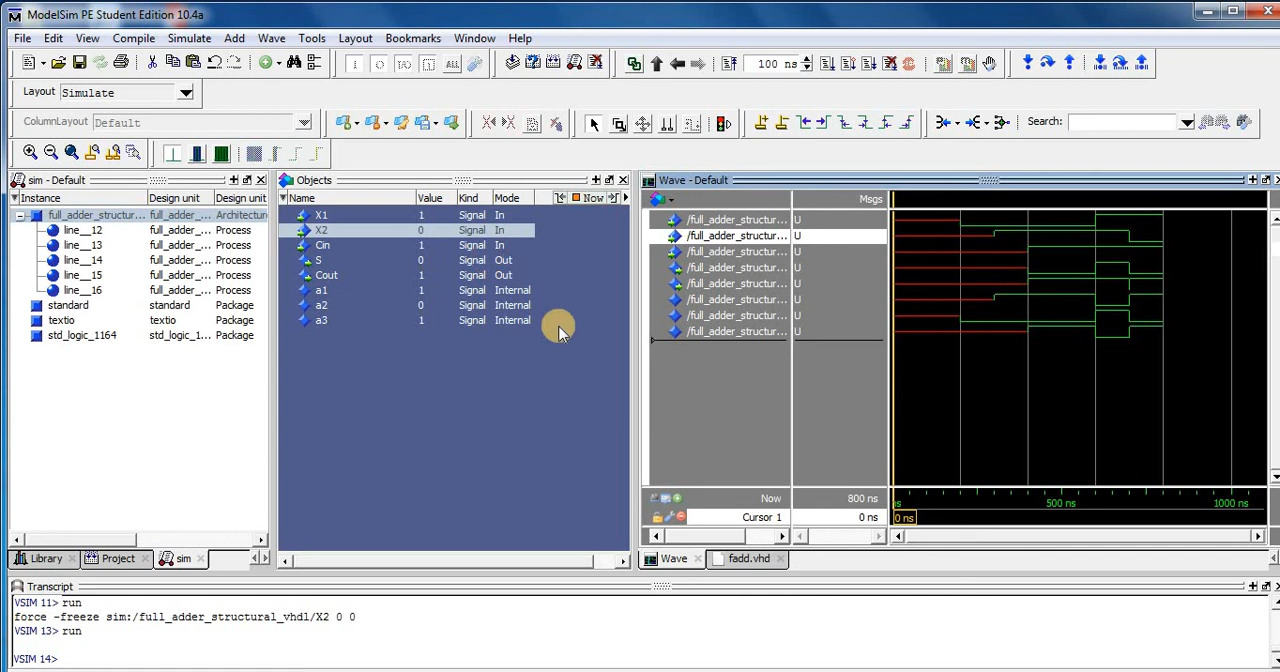 ModelSim PE Student Edition 10.4a
File Edit View Compile Simulate Add Wave Tools Layout Bookmarks Window Help
100 ns
Layout Simulate
ColumnLayout Default
Search:
sim - Default
Instance Design unit Design unit
full_adder_structur... full_adder_... Architecture
line__12 full_adder_... Process
line__13 full_adder_... Process
line__14 full_adder_... Process
line__15 full_adder_... Process
line__16 full_adder_... Process
standard standard Package
textio textio Package
std_logic_1164 std_logic_1... Package
Library Project sim
Objects
Name Value Kind Mode Now
X1 1 Signal In
X2 0 Signal In
Cin 1 Signal In
S 0 Signal Out
Cout 1 Signal Out
a1 1 Signal Internal
a2 0 Signal Internal
a3 1 Signal Internal
Wave - Default
Msgs
/full_adder_structur... U
/full_adder_structur... U
/full_adder_structur... U
/full_adder_structur... U
/full_adder_structur... U
/full_adder_structur... U
/full_adder_structur... U
/full_adder_structur... U
Now 800 ns
ns 500 ns 1000 ns
Cursor 1 0 ns
0 ns
Wave fadd.vhd
Transcript
VSIM 11> run
force -freeze sim:/full_adder_structural_vhdl/X2 0 0
VSIM 13> run
VSIM 14>